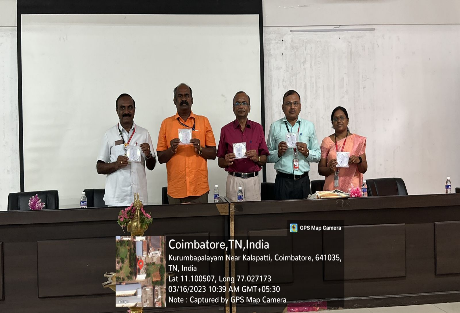 GPS Map Camera
Coimbatore,TN,India
Kurumbapalayam Near Kalapatti, Coimbatore, 641035,
TN, India
Lat 11.100507, Long 77.027173
03/16/2023 10:39 AM GMT+05:30
Note : Captured by GPS Map Camera